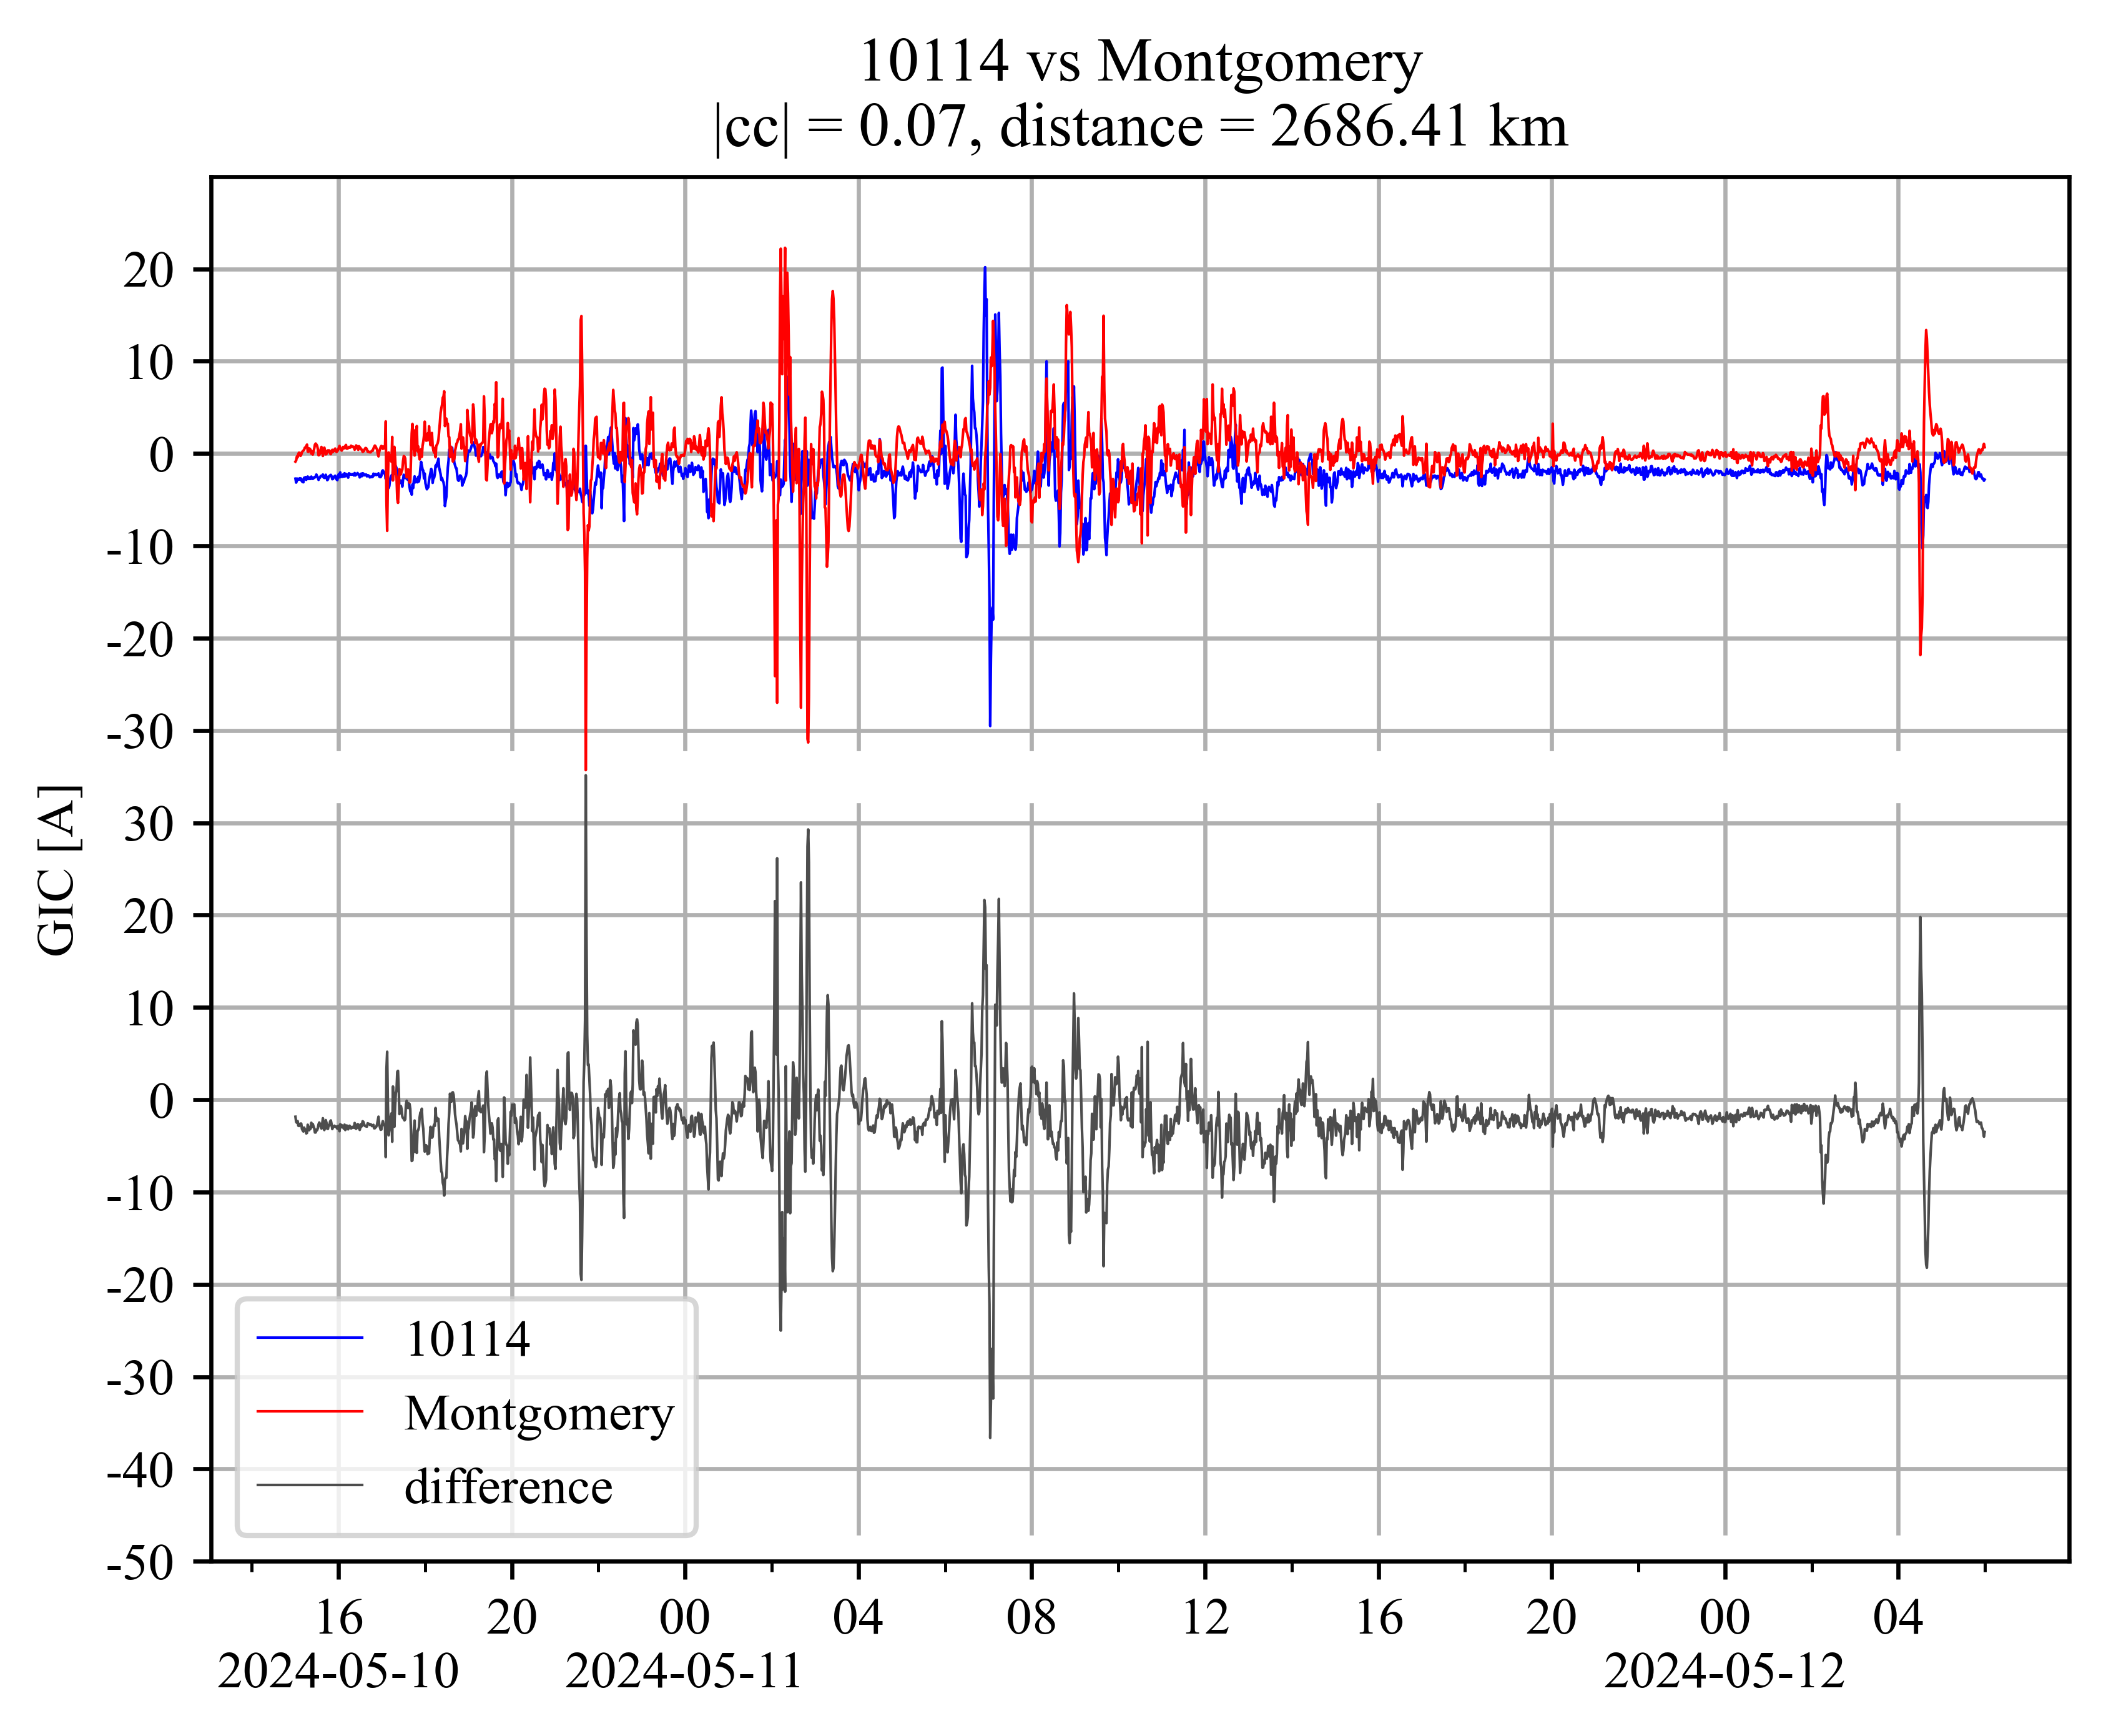 10114 vs Montgomery
|cc| = 0.07, distance = 2686.41 km
20
10
0
-10
-20
-30
30
20
10
0
-10
-20
-30
-40
-50
GIC [A]
10114
Montgomery
difference
16 20 00 04 08 12 16 20 00 04
2024-05-10 2024-05-11 2024-05-12